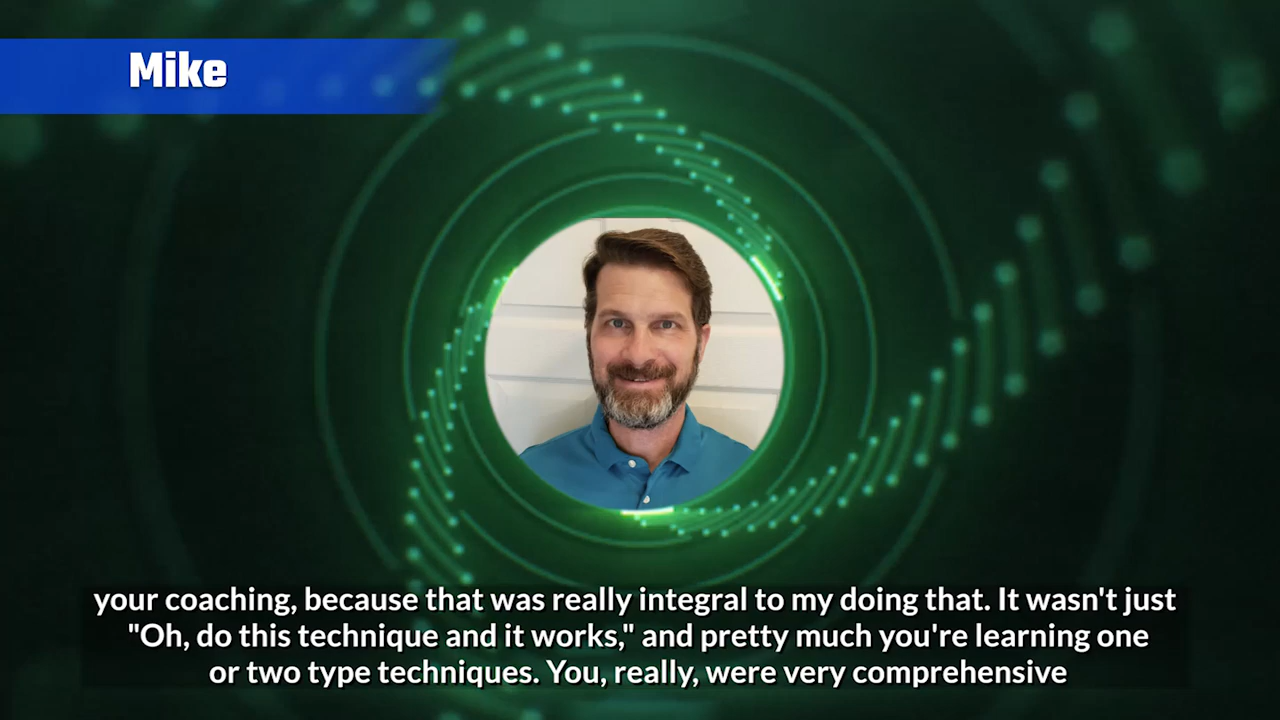 Mike
your coaching, because that was really integral to my doing that. It wasn't just
"Oh, do this technique and it works," and pretty much you're learning one
or two type techniques. You, really, were very comprehensive